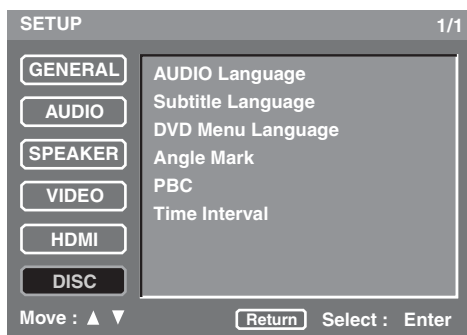 SETUP 1/1
GENERAL
AUDIO
SPEAKER
VIDEO
HDMI
DISC
AUDIO Language
Subtitle Language
DVD Menu Language
Angle Mark
PBC
Time Interval
Move : ▲ ▼ Return Select : Enter